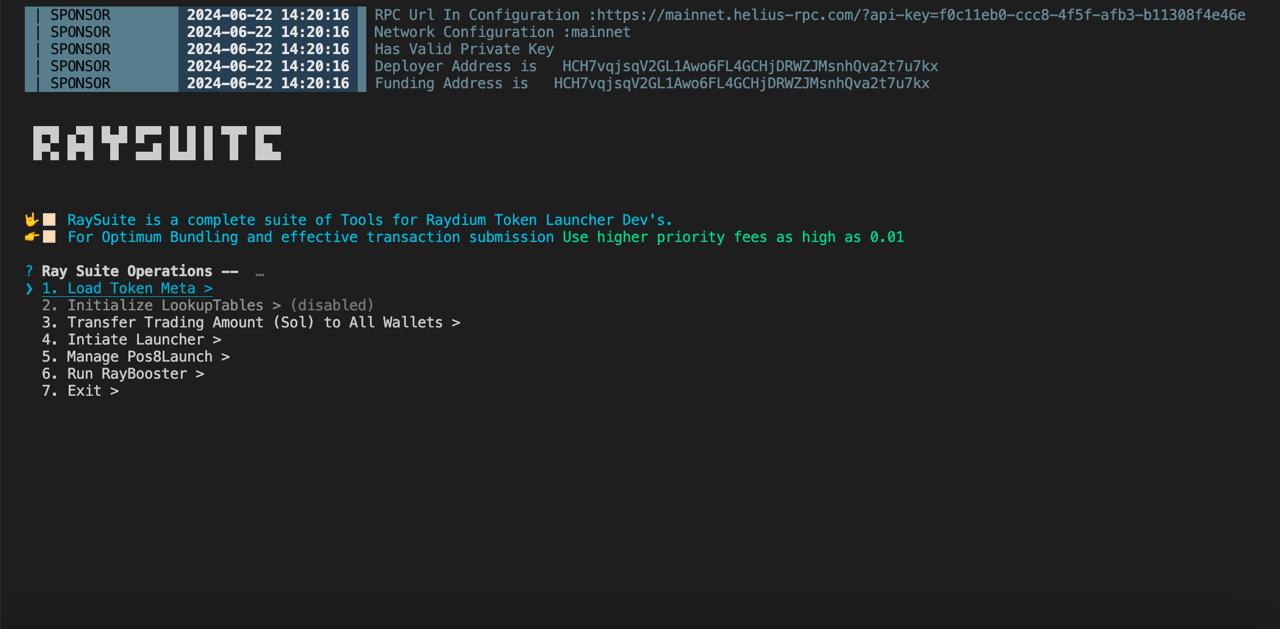 | SPONSOR 2024-06-22 14:20:16 RPC Url In Configuration :https://mainnet.helius-rpc.com/?api-key=f0c11eb0-ccc8-4f5f-afb3-b11308f4e46e
| SPONSOR 2024-06-22 14:20:16 Network Configuration :mainnet
| SPONSOR 2024-06-22 14:20:16 Has Valid Private Key
| SPONSOR 2024-06-22 14:20:16 Deployer Address is HCH7vqjsqV2GL1Awo6FL4GCHjDRWZJMsnhQva2t7u7kx
| SPONSOR 2024-06-22 14:20:16 Funding Address is HCH7vqjsqV2GL1Awo6FL4GCHjDRWZJMsnhQva2t7u7kx
RAYSUITE
RaySuite is a complete suite of Tools for Raydium Token Launcher Dev's.
For Optimum Bundling and effective transaction submission Use higher priority fees as high as 0.01
? Ray Suite Operations -- …
❯ 1. Load Token Meta >
2. Initialize LookupTables > (disabled)
3. Transfer Trading Amount (Sol) to All Wallets >
4. Intiate Launcher >
5. Manage Pos8Launch >
6. Run RayBooster >
7. Exit >